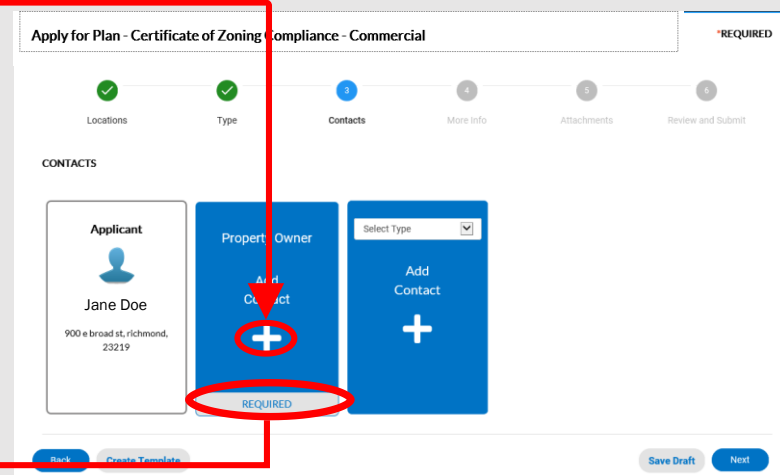 Apply for Plan - Certificate of Zoning Compliance - Commercial
*REQUIRED
3
4
5
6
Locations
Type
Contacts
More Info
Attachments
Review and Submit
CONTACTS
Applicant
Jane Doe
900 e broad st, richmond,
23219
Property Owner
Add
Contact
REQUIRED
Select Type
Add
Contact
Back
Create Template
Save Draft
Next